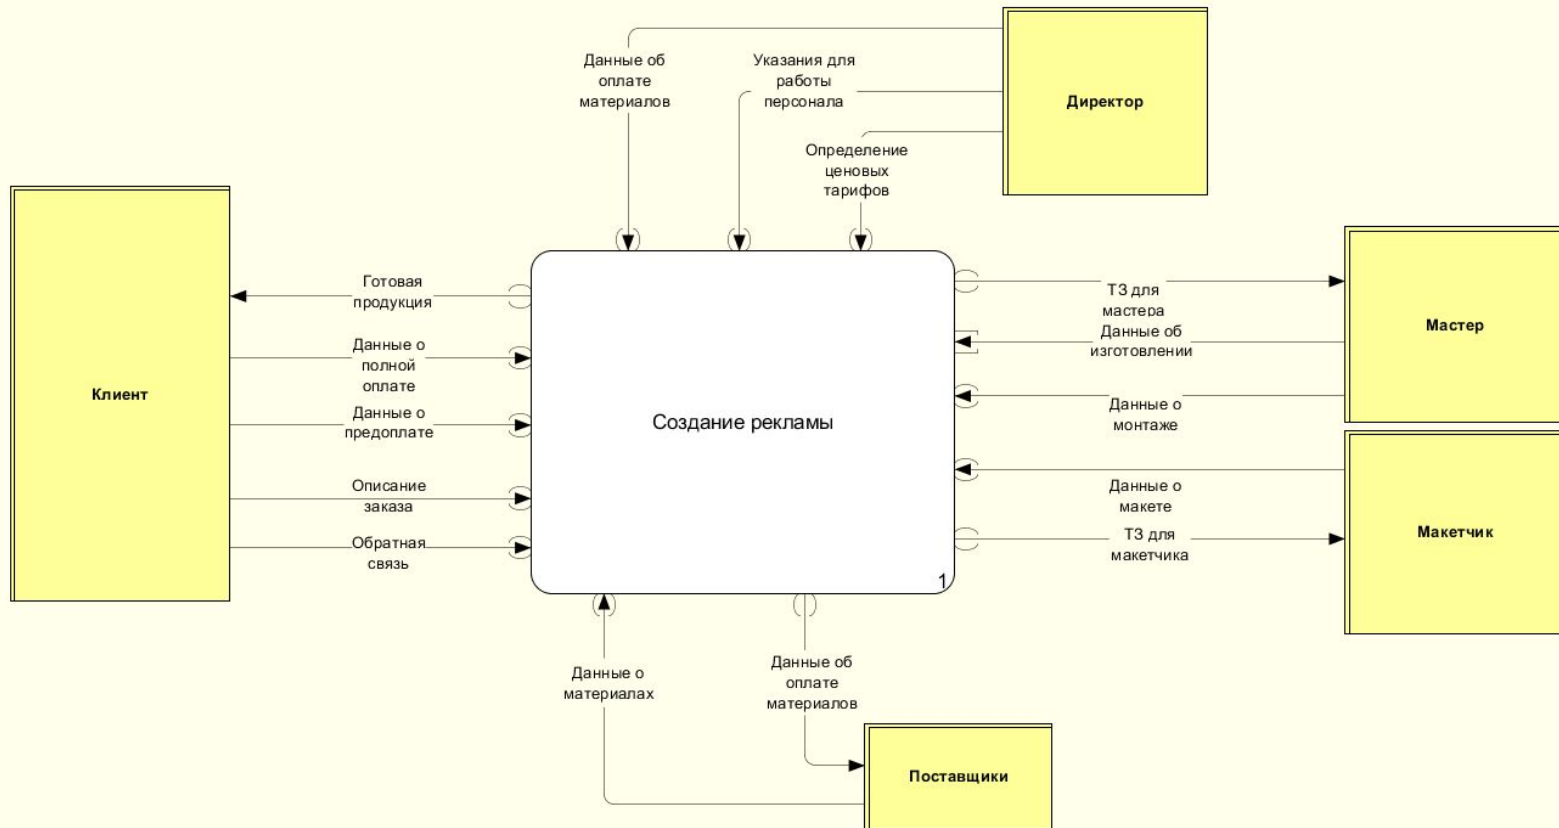 Данные об
оплате
материалов
Указания для
работы
персонала
Определение
ценовых
тарифов
Директор
Клиент
Готовая
продукция
Данные о
полной
оплате
Данные о
предоплате
Описание
заказа
Обратная
связь
Создание рекламы
1
ТЗ для
мастера
Данные об
изготовлении
Данные о
монтаже
Мастер
Данные о
макете
ТЗ для
макетчика
Макетчик
Данные о
материалах
Данные об
оплате
материалов
Поставщики